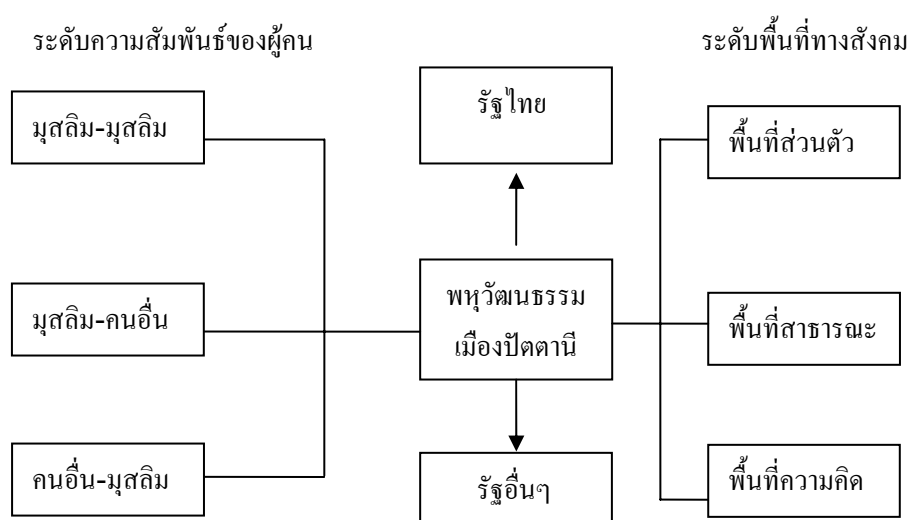 ระดับความสัมพันธ์ของผู้คน
ระดับพื้นที่ทางสังคม
รัฐไทย
มุสลิม-มุสลิม
พื้นที่ส่วนตัว
พหุวัฒนธรรม
เมืองปัตตานี
มุสลิม-คนอื่น
พื้นที่สาธารณะ
คนอื่น-มุสลิม
รัฐอื่นๆ
พื้นที่ความคิด